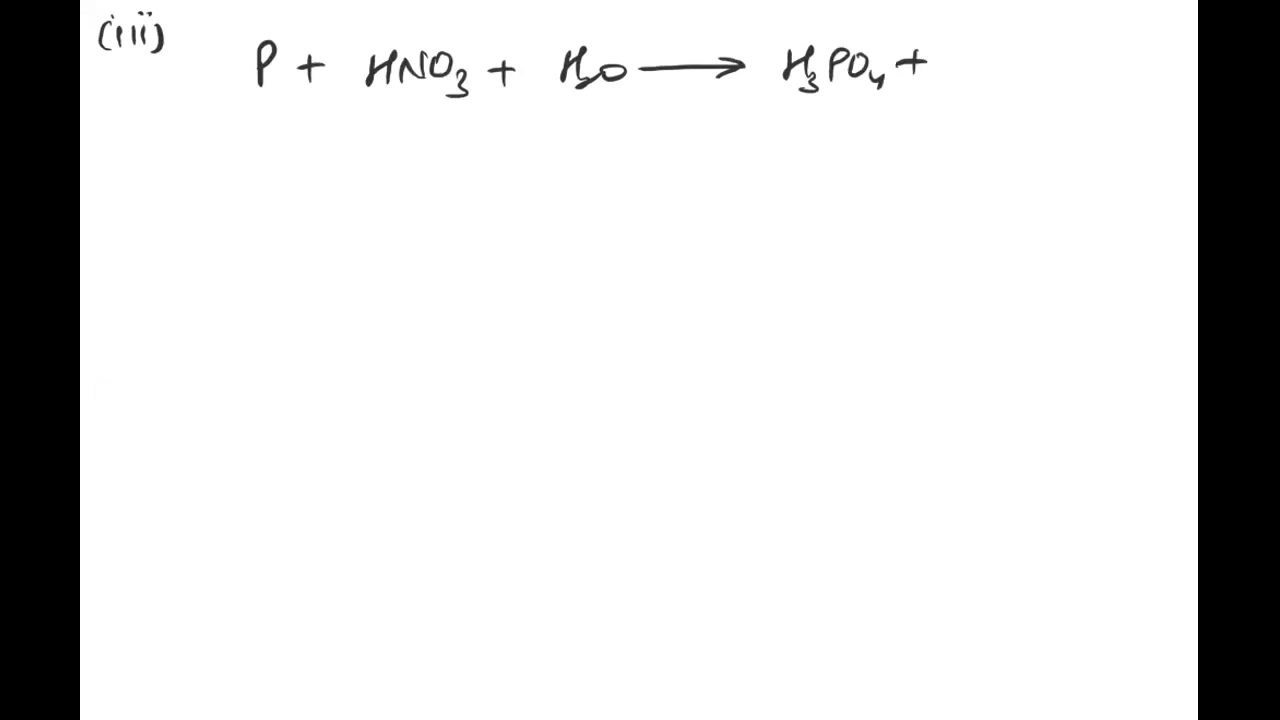 (iii) P + HNO₃ + H₂O ⟶ H₃PO₄ +